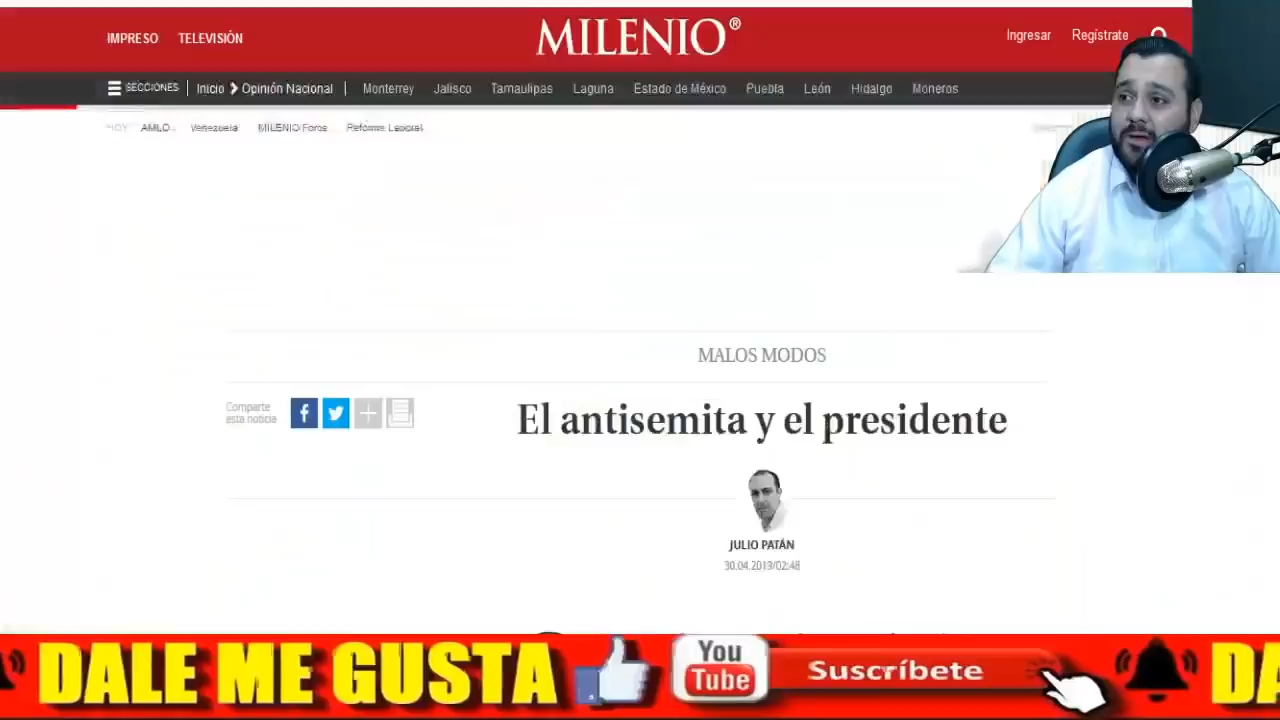 IMPRESO TELEVISIÓN
MILENIO®
Ingresar Regístrate
SECCIONES Inicio Opinión Nacional Monterrey Jalisco Tamaulipas Laguna Estado de México Puebla León Hidalgo Moneros
HOY AMLO Venezuela MILENIO Foros Reforma Laboral
MALOS MODOS
Comparte
esta noticia
El antisemita y el presidente
JULIO PATÁN
30.04.2019/02:48
DALE ME GUSTA
You
Tube
Suscríbete
DA